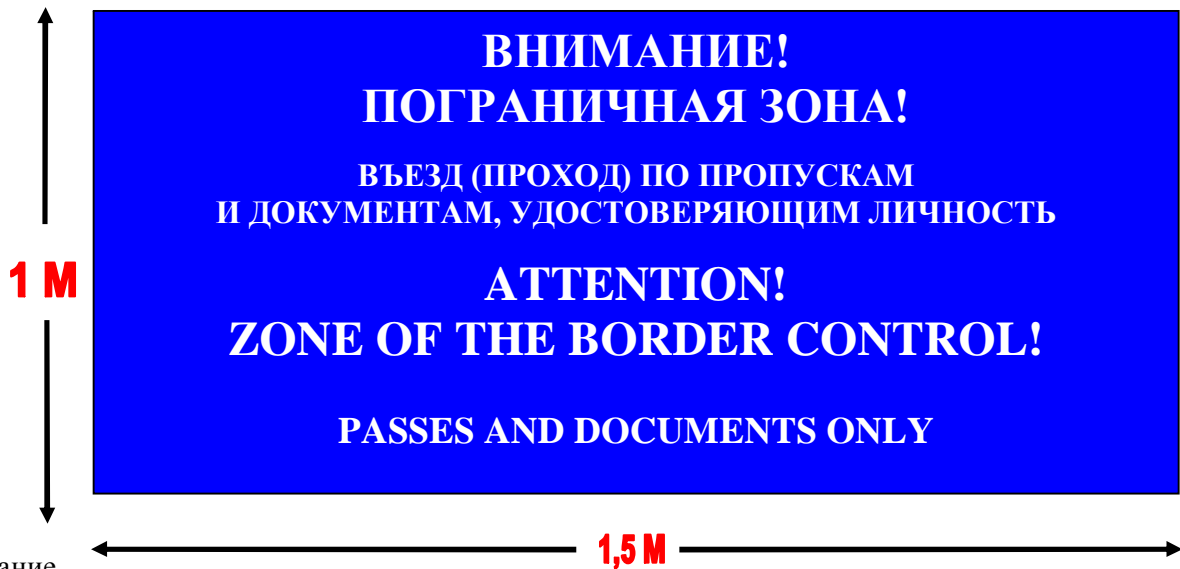 ВНИМАНИЕ!
ПОГРАНИЧНАЯ ЗОНА!
ВЪЕЗД (ПРОХОД) ПО ПРОПУСКАМ
И ДОКУМЕНТАМ, УДОСТОВЕРЯЮЩИМ ЛИЧНОСТЬ
1 М
ATTENTION!
ZONE OF THE BORDER CONTROL!
PASSES AND DOCUMENTS ONLY
1,5 М